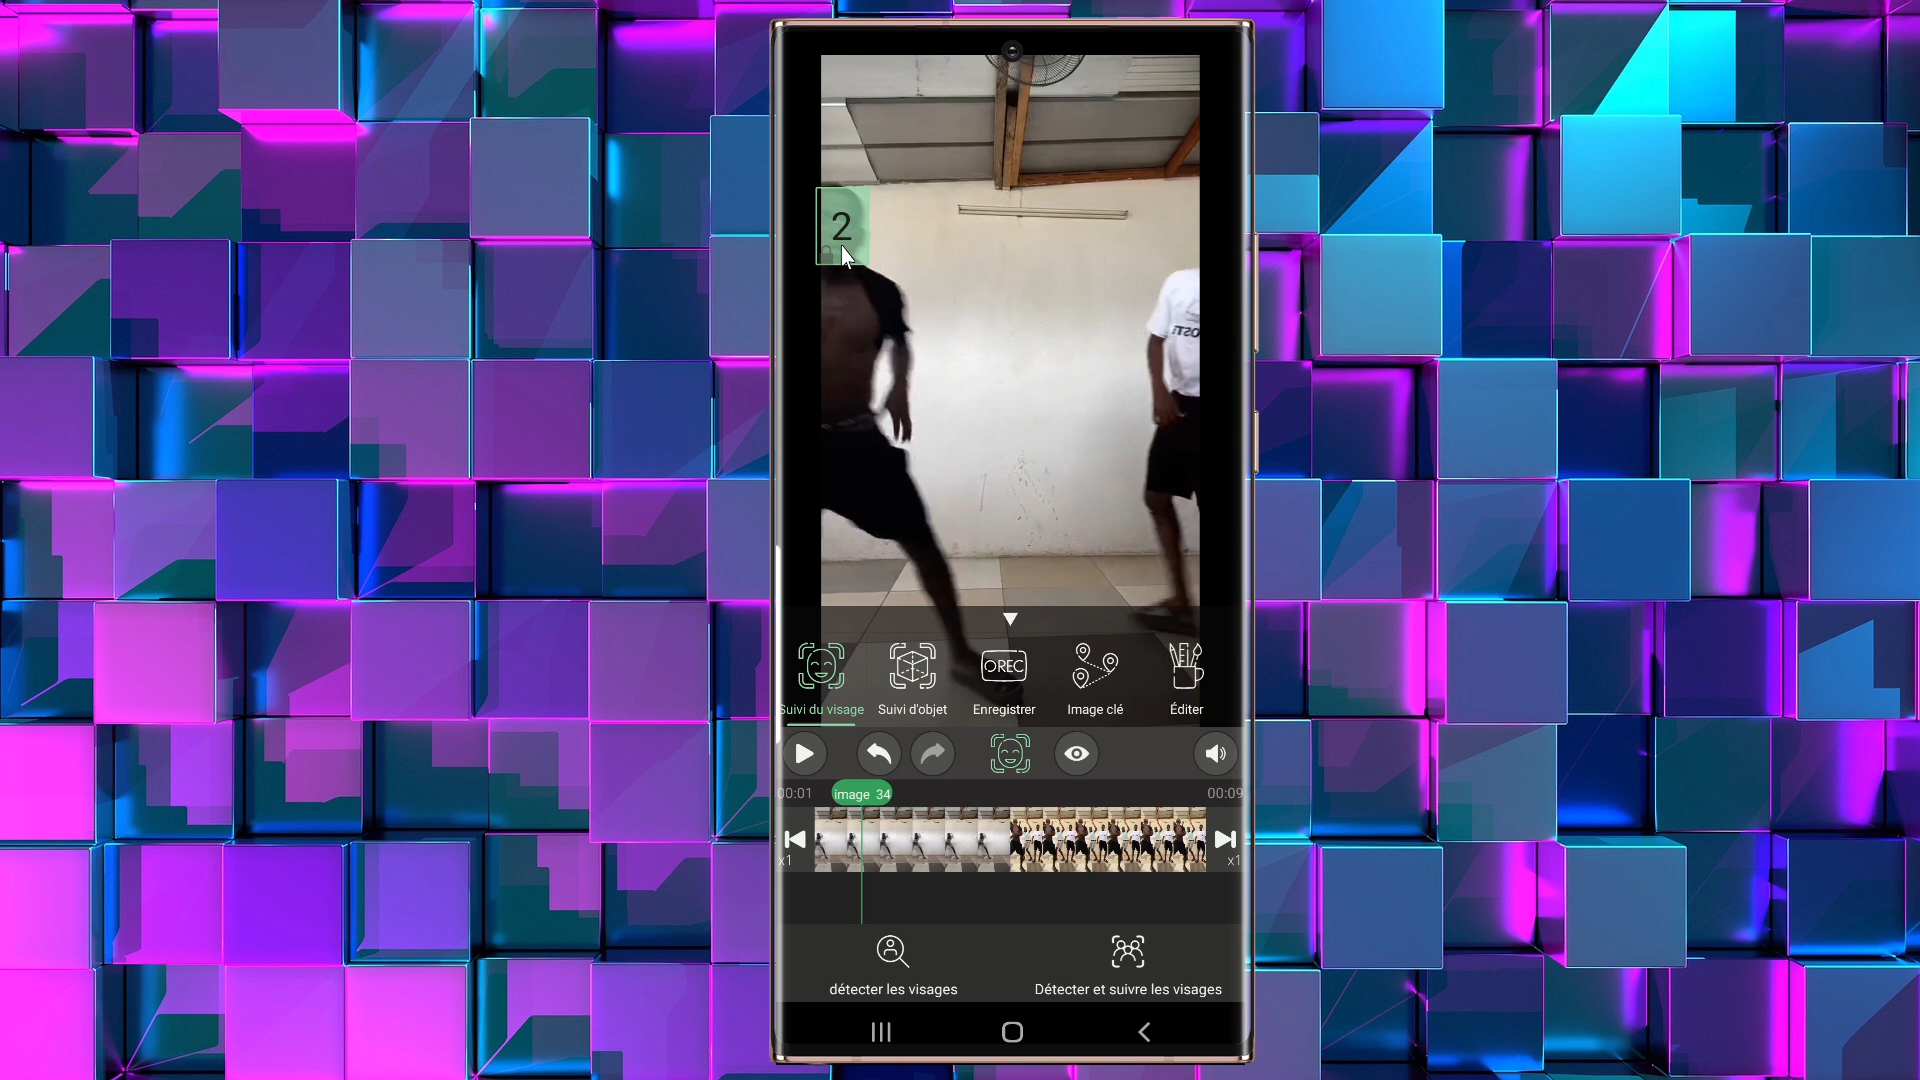 2
OREC
Suivi du visage
Suivi d'objet
Enregistrer
Image clé
Éditer
00:01
image 34
00:09
x1
x1
détecter les visages
Détecter et suivre les visages